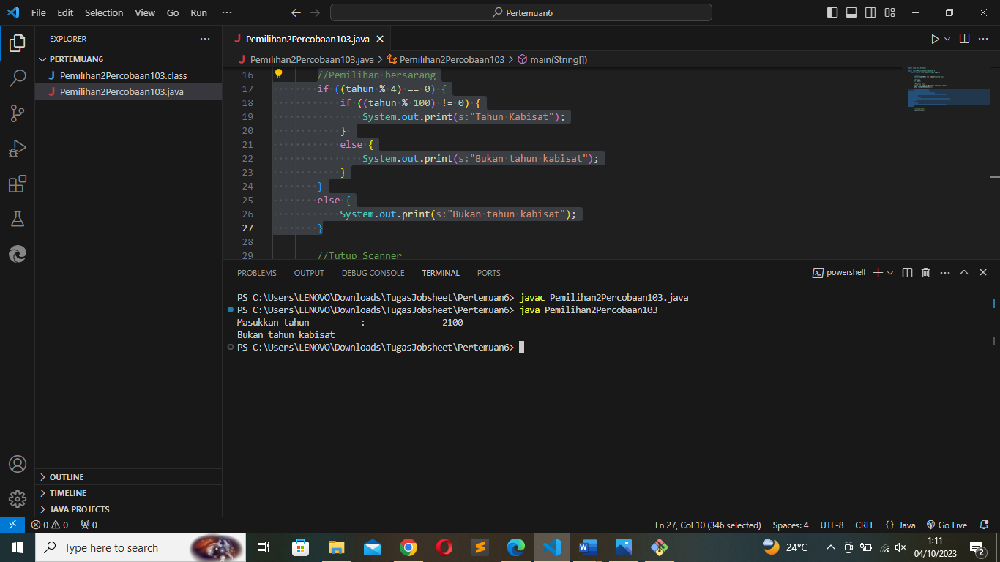 File Edit Selection View Go Run ··· Pertemuan6
EXPLORER ···
PERTEMUAN6
J Pemilihan2Percobaan103.class
J Pemilihan2Percobaan103.java
OUTLINE
TIMELINE
JAVA PROJECTS
J Pemilihan2Percobaan103.java
J Pemilihan2Percobaan103.java > Pemilihan2Percobaan103 > main(String[])
16 //Pemilihan bersarang
17 if ((tahun % 4) == 0) {
18 if ((tahun % 100) != 0) {
19 System.out.print(s:"Tahun Kabisat");
20 }
21 else {
22 System.out.print(s:"Bukan tahun kabisat");
23 }
24 }
25 else {
26 System.out.print(s:"Bukan tahun kabisat");
27 }
28
29 //Tutup Scanner
PROBLEMS OUTPUT DEBUG CONSOLE TERMINAL PORTS powershell
PS C:\Users\LENOVO\Downloads\TugasJobsheet\Pertemuan6> javac Pemilihan2Percobaan103.java
PS C:\Users\LENOVO\Downloads\TugasJobsheet\Pertemuan6> java Pemilihan2Percobaan103
Masukkan tahun : 2100
Bukan tahun kabisat
PS C:\Users\LENOVO\Downloads\TugasJobsheet\Pertemuan6>
0 0 0 Ln 27, Col 10 (346 selected) Spaces: 4 UTF-8 CRLF {} Java Go Live
Type here to search 24°C 1:11
04/10/2023 2